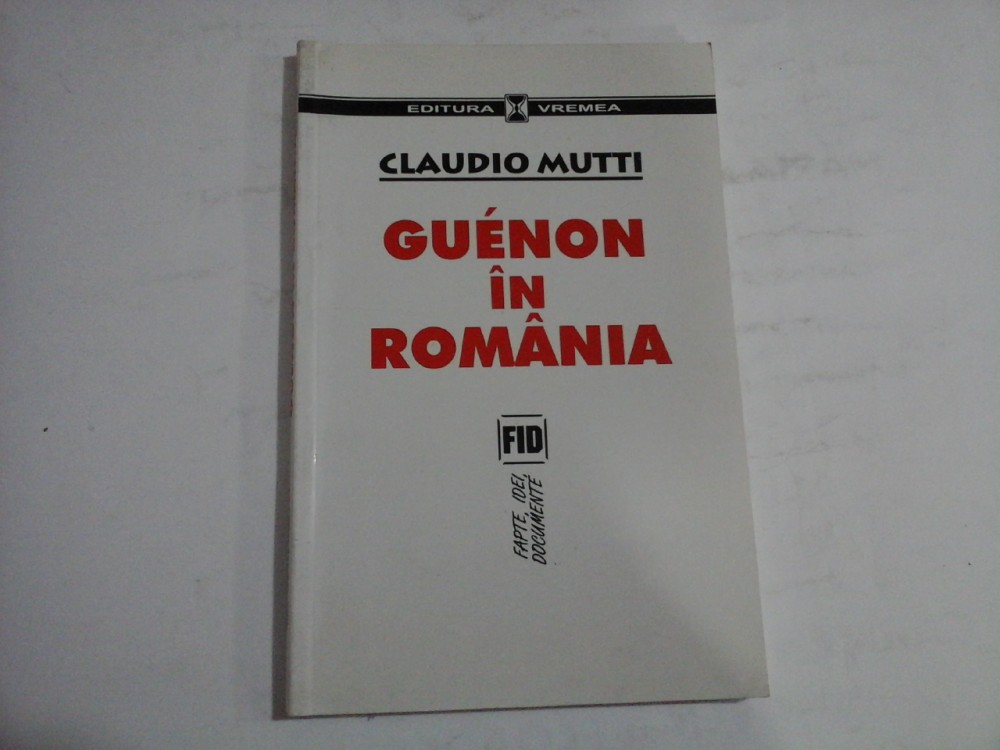 EDITURA VREMEA
CLAUDIO MUTTI
GUÉNON
ÎN
ROMÂNIA
FID
FAPTE, IDEI,
DOCUMENTE